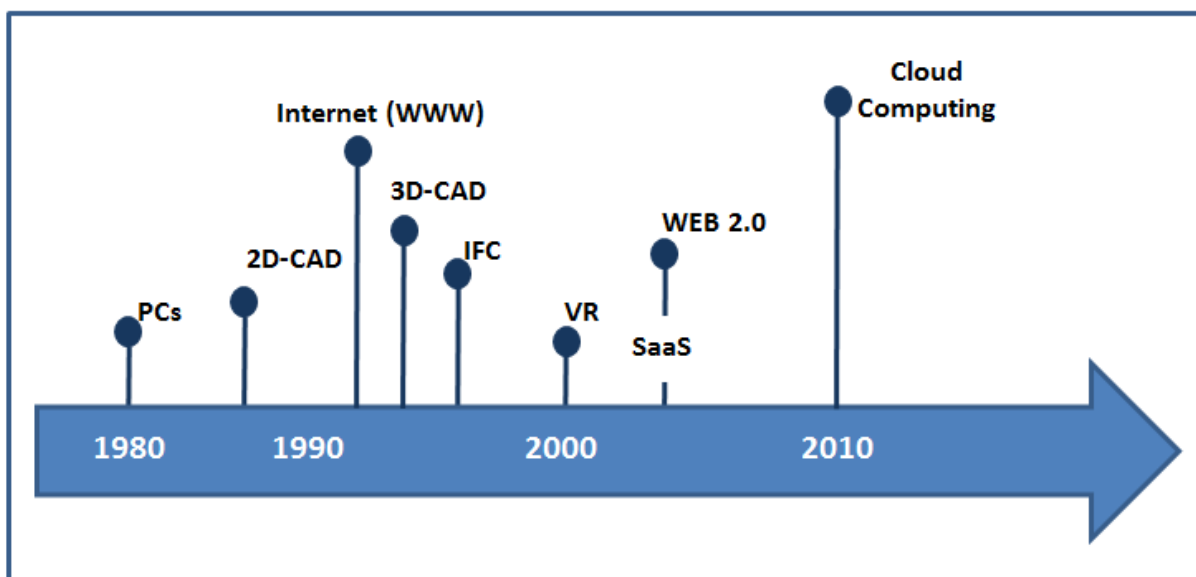 Cloud
Computing
Internet (WWW)
3D-CAD
WEB 2.0
IFC
2D-CAD
PCs
VR
SaaS
1980
1990
2000
2010